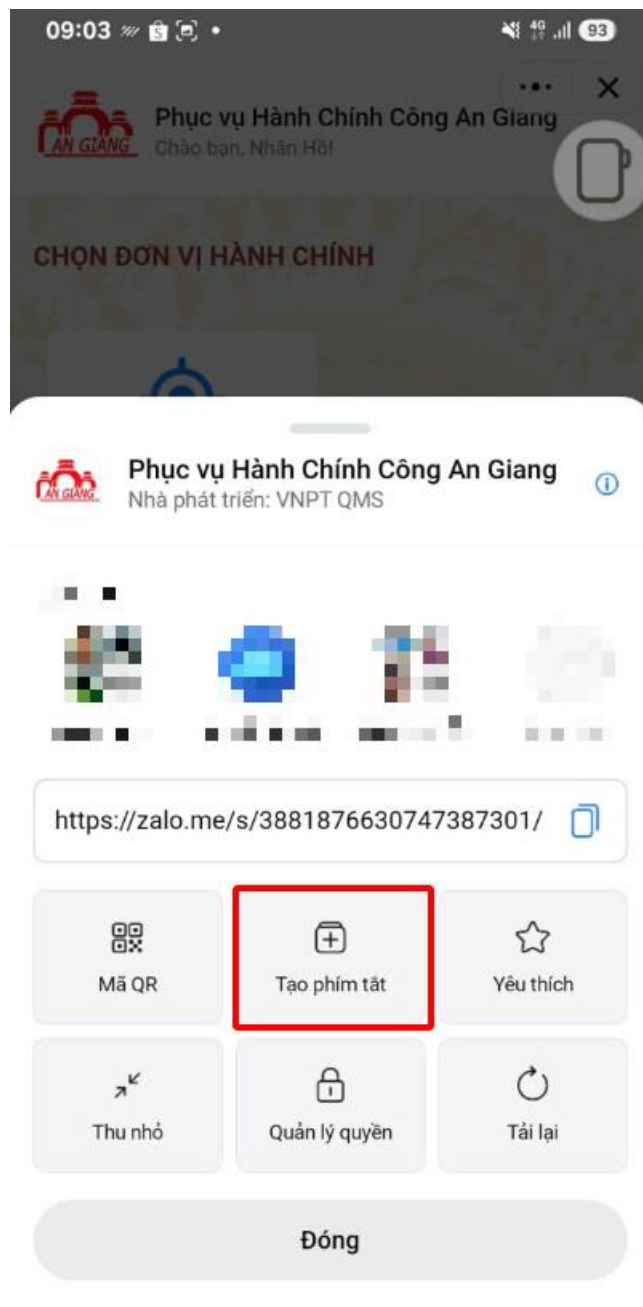 09:03
4G
93
Phục vụ Hành Chính Công An Giang
AN GIANG
Chào bạn, Nhân Hồ!
CHỌN ĐƠN VỊ HÀNH CHÍNH
Phục vụ Hành Chính Công An Giang
AN GIANG
Nhà phát triển: VNPT QMS
https://zalo.me/s/3881876630747387301/
Mã QR
Tạo phím tắt
Yêu thích
Thu nhỏ
Quản lý quyền
Tải lại
Đóng